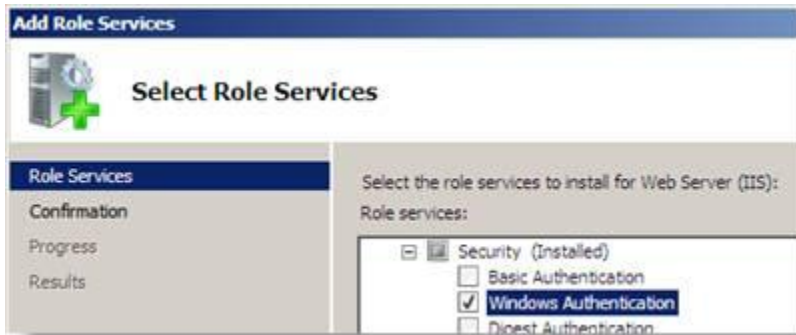 Add Role Services
Select Role Services
Role Services
Confirmation
Progress
Results
Select the role services to install for Web Server (IIS):
Role services:
Security (Installed)
Basic Authentication
Windows Authentication
Digest Authentication